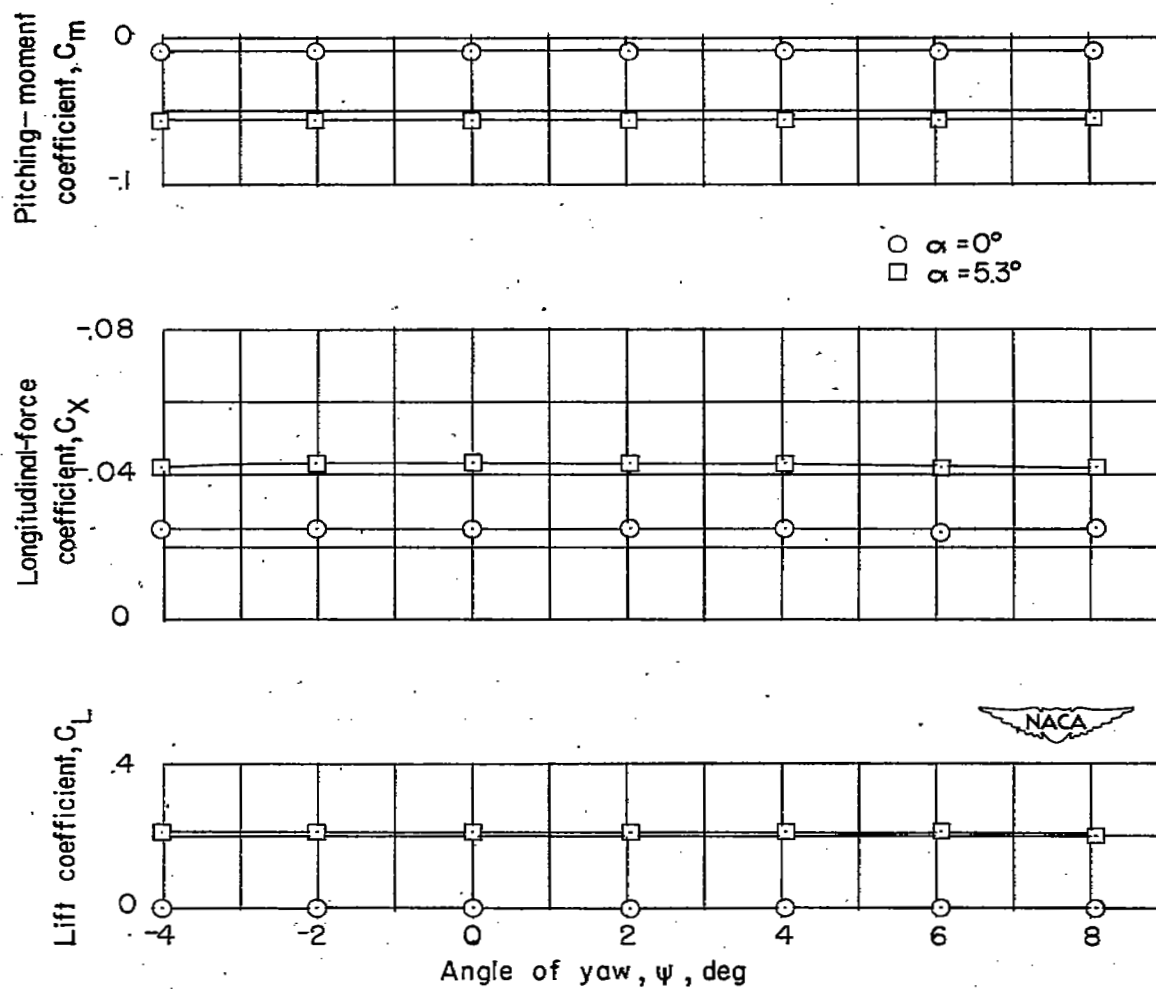 Pitching-moment
coefficient, Cm
0
-.1
α = 0°
α = 5.3°
Longitudinal-force
coefficient, CX
-.08
-.04
0
NACA
Lift coefficient, CL
.4
0
-4 -2 0 2 4 6 8
Angle of yaw, ψ, deg